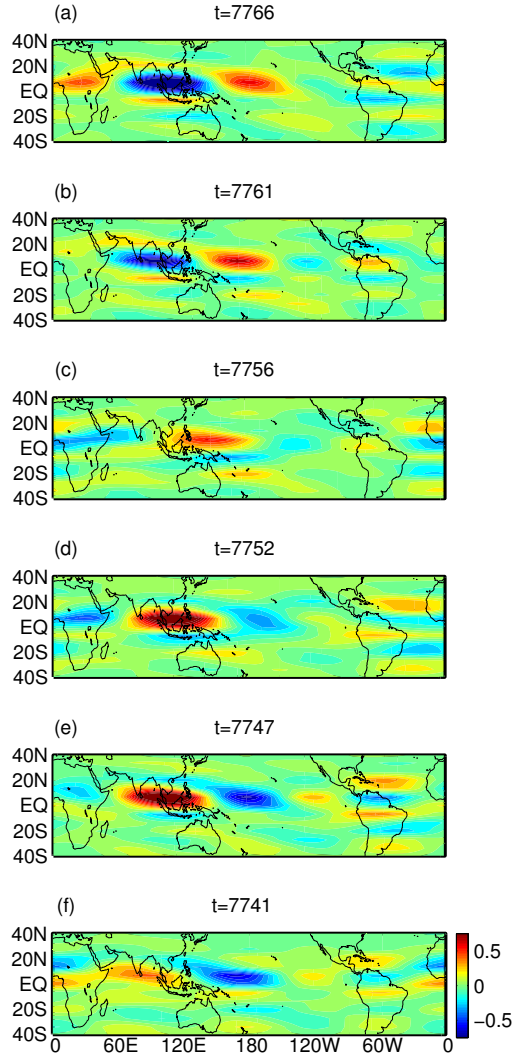 (a) t=7766
40N
20N
EQ
20S
40S
(b) t=7761
40N
20N
EQ
20S
40S
(c) t=7756
40N
20N
EQ
20S
40S
(d) t=7752
40N
20N
EQ
20S
40S
(e) t=7747
40N
20N
EQ
20S
40S
(f) t=7741
40N
20N
EQ
20S
40S
0.5
0
−0.5
0 60E 120E 180 120W 60W 0